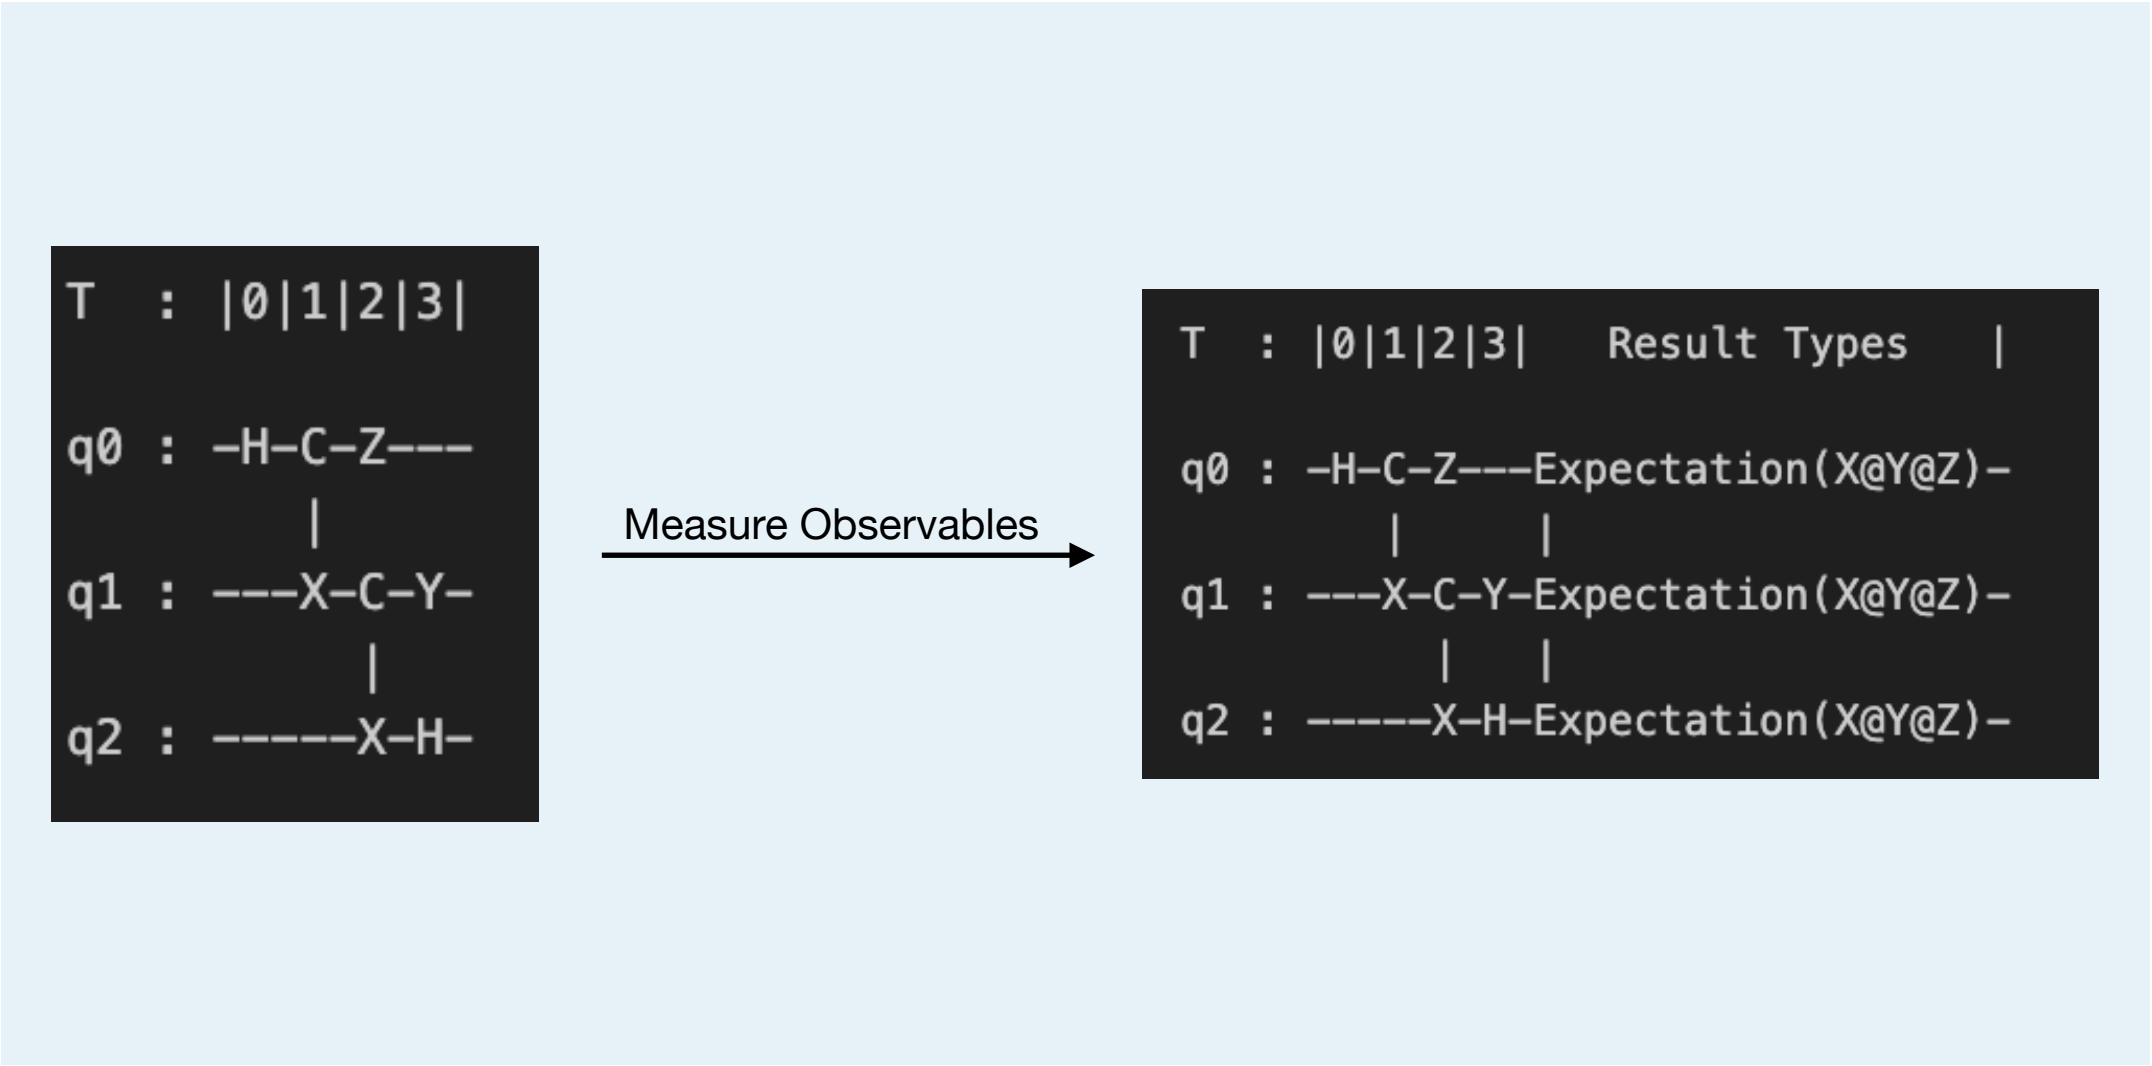 T  : |0|1|2|3|
q0 : -H-C-Z---
        |
q1 : ---X-C-Y-
          |
q2 : -----X-H-
Measure Observables
T  : |0|1|2|3|   Result Types   |
q0 : -H-C-Z---Expectation(X@Y@Z)-
        |     |
q1 : ---X-C-Y-Expectation(X@Y@Z)-
          |   |
q2 : -----X-H-Expectation(X@Y@Z)-